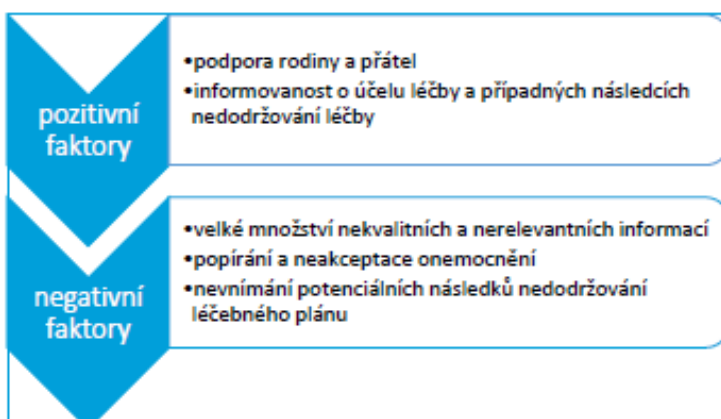 pozitivní
faktory
•podpora rodiny a přátel
•informovanost o účelu léčby a případných následcích
nedodržování léčby
negativní
faktory
•velké množství nekvalitních a nerelevantních informací
•popírání a neakceptace onemocnění
•nevnímání potenciálních následků nedodržování
léčebného plánu